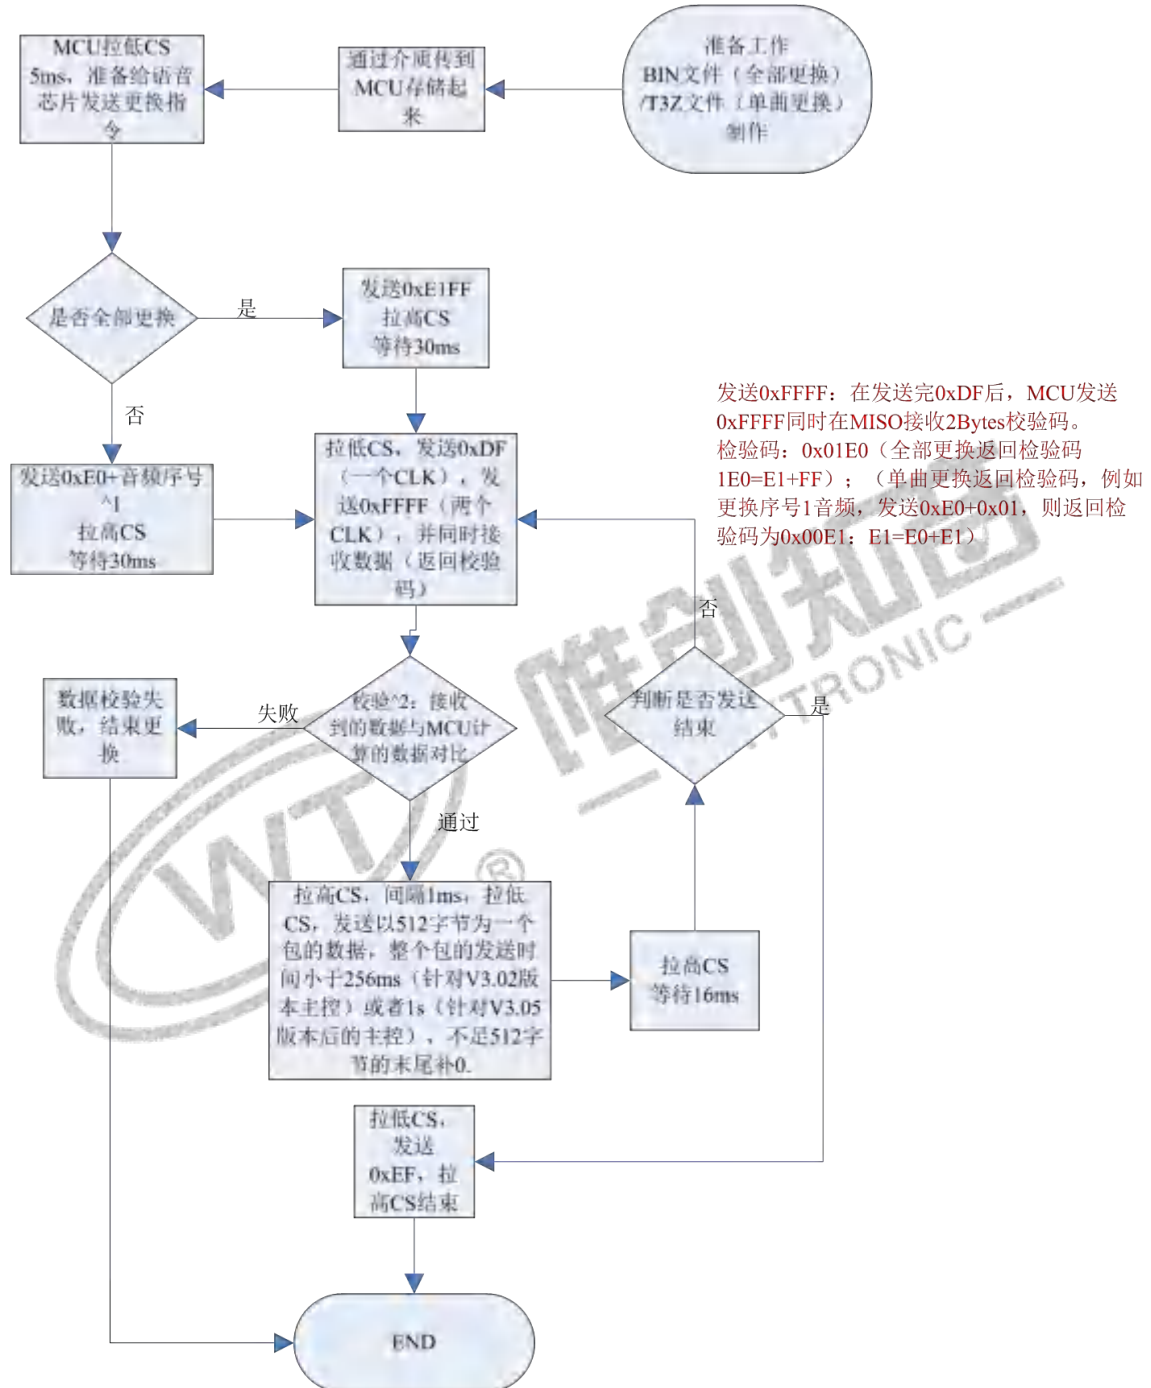 准备工作
BIN文件（全部更换）
/T3Z文件（单曲更换）
制作
通过介质传到
MCU存储起
来
MCU拉低CS
5ms，准备给语音
芯片发送更换指
令
是否全部更换
是
发送0xE1FF
拉高CS
等待30ms
否
发送0xE0+音频序号
^1
拉高CS
等待30ms
拉低CS，发送0xDF
（一个CLK），发
送0xFFFF（两个
CLK），并同时接
收数据（返回校验
码）
发送0xFFFF：在发送完0xDF后，MCU发送
0xFFFF同时在MISO接收2Bytes校验码。
检验码：0x01E0（全部更换返回检验码
1E0=E1+FF）；（单曲更换返回检验码，例如
更换序号1音频，发送0xE0+0x01，则返回检
验码为0x00E1：E1=E0+E1）
校验^2：接收
到的数据与MCU计
算的数据对比
失败
数据校验失
败，结束更
换
通过
拉高CS，间隔1ms，拉低
CS，发送以512字节为一个
包的数据，整个包的发送时
间小于256ms（针对V3.02版
本主控）或者1s（针对V3.05
版本后的主控），不足512字
节的末尾补0.
拉高CS
等待16ms
判断是否发送
结束
否
是
拉低CS，
发送
0xEF，拉
高CS结束
END
唯创知音
WT
®